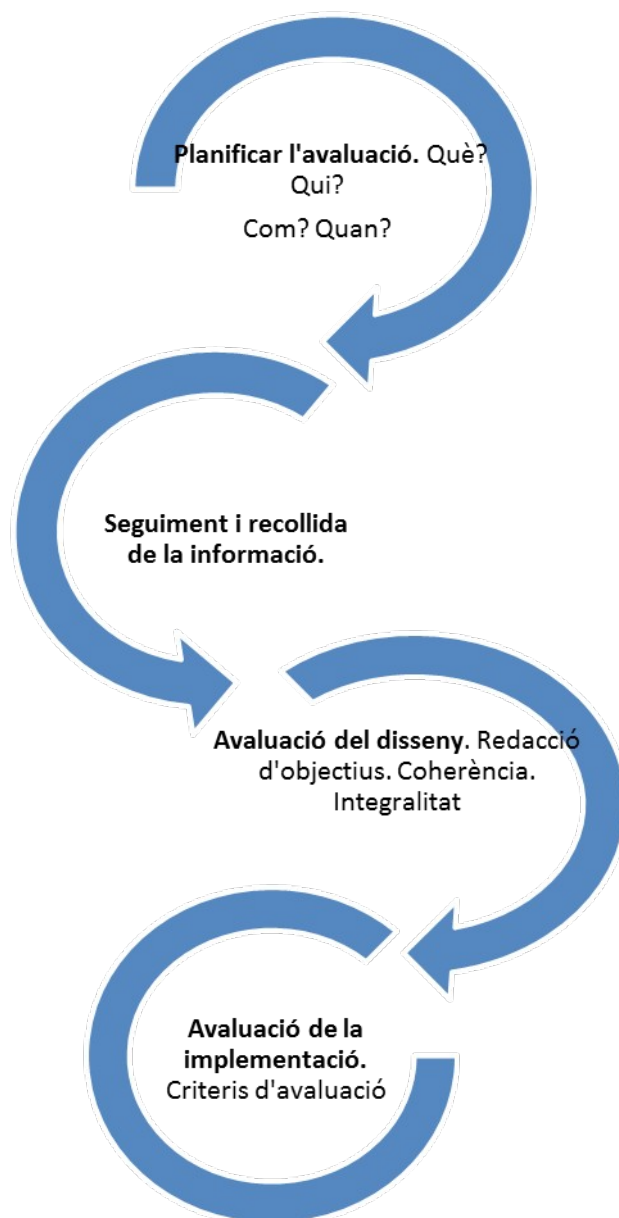 Planificar l'avaluació. Què?
Qui?
Com? Quan?
Seguiment i recollida
de la informació.
Avaluació del disseny. Redacció
d'objectius. Coherència.
Integralitat
Avaluació de la
implementació.
Criteris d'avaluació